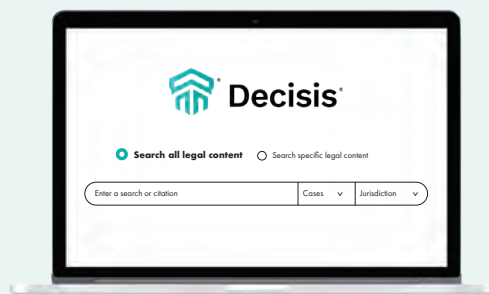 Decisis®
Search all legal content Search specific legal content
Enter a search or citation Cases Jurisdiction